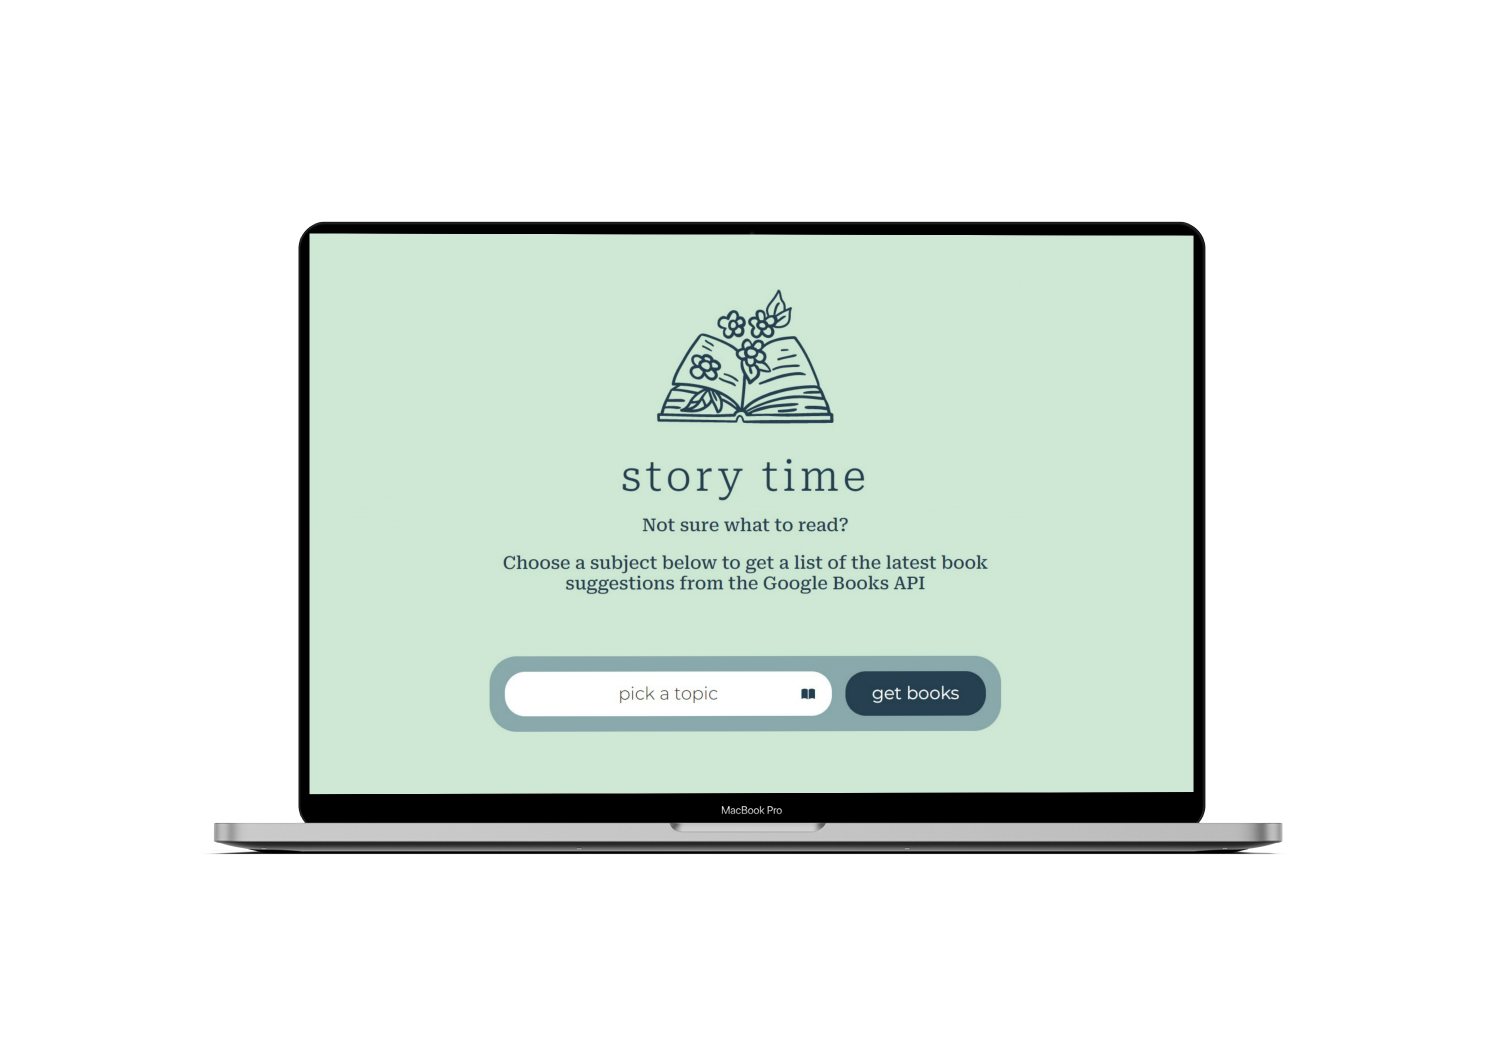 story time
Not sure what to read?
Choose a subject below to get a list of the latest book
suggestions from the Google Books API
pick a topic
get books
MacBook Pro